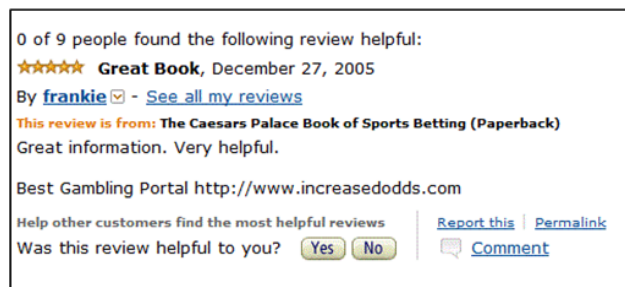 0 of 9 people found the following review helpful:
Great Book, December 27, 2005
By frankie - See all my reviews
This review is from: The Caesars Palace Book of Sports Betting (Paperback)
Great information. Very helpful.
Best Gambling Portal http://www.increasedodds.com
Help other customers find the most helpful reviews Report this | Permalink
Was this review helpful to you? Yes No Comment